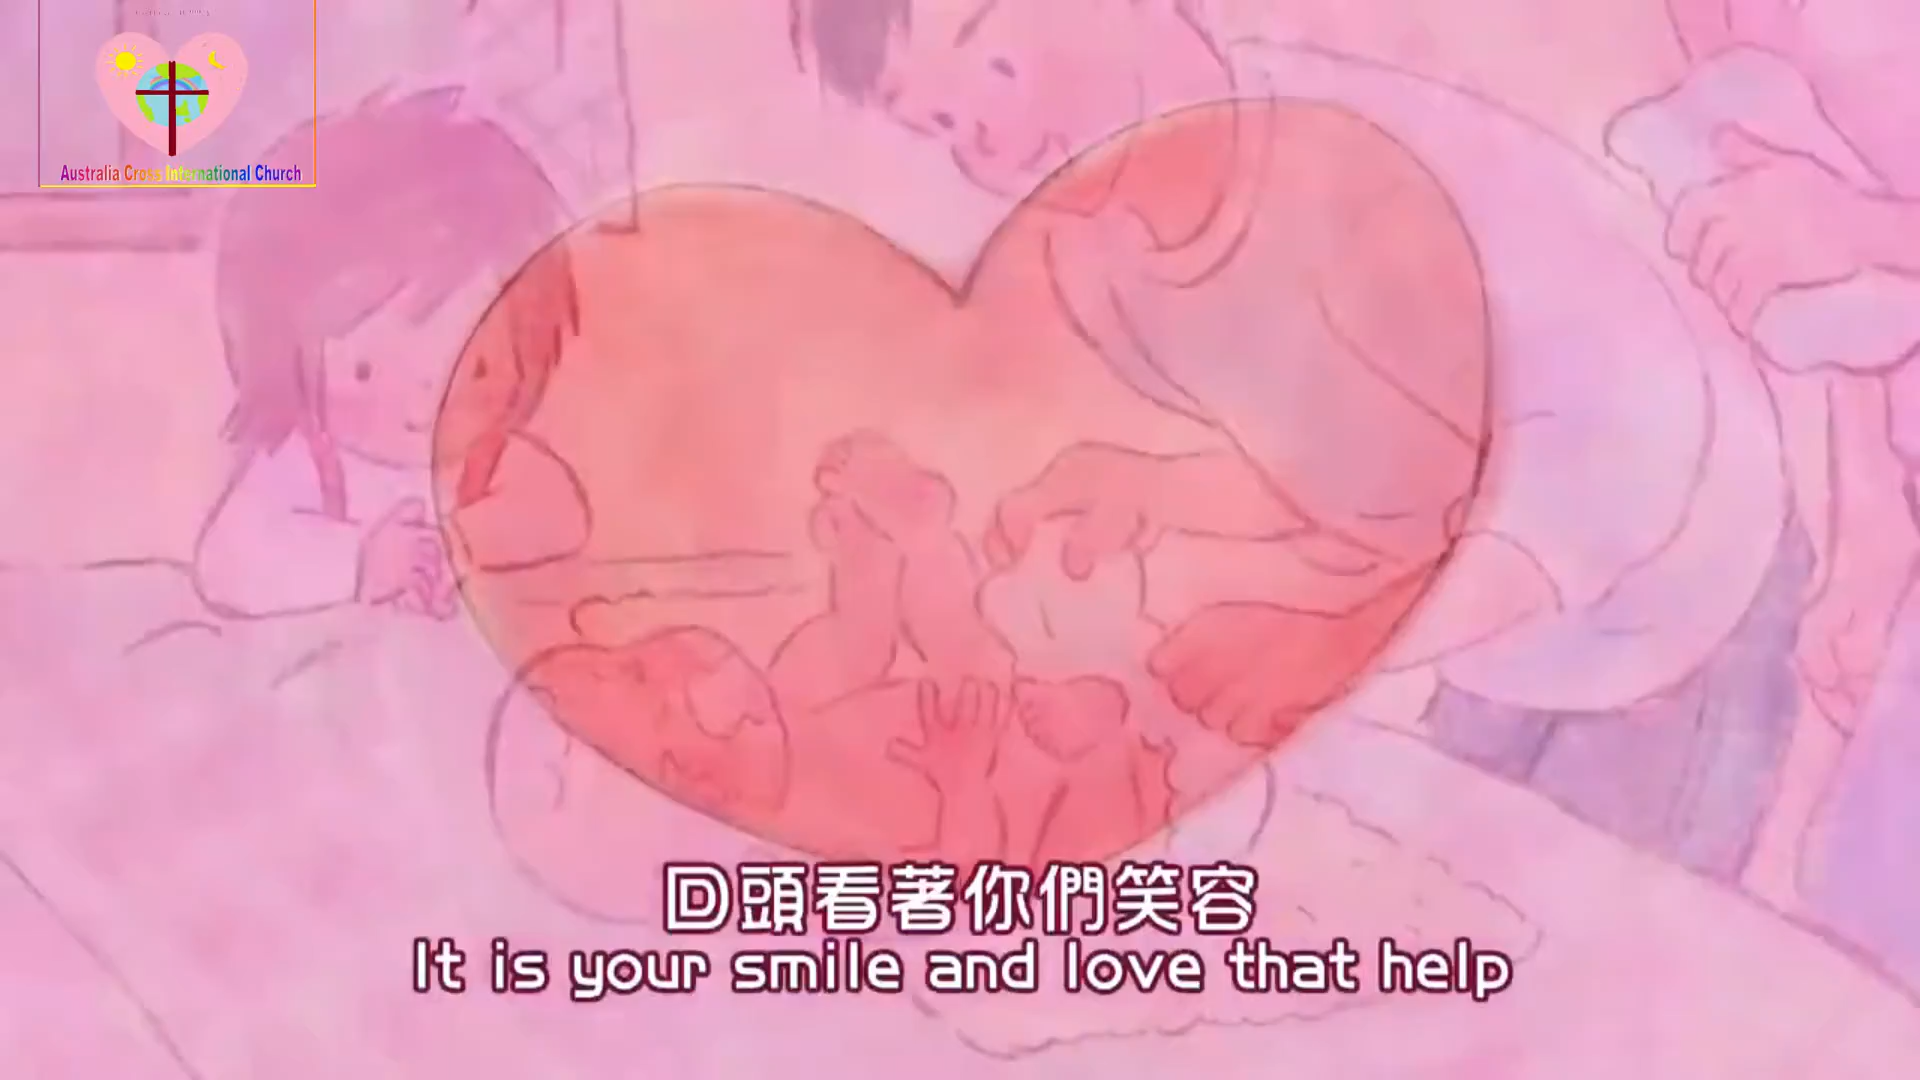 Australia Cross International Church
回頭看著你們笑容
It is your smile and love that help